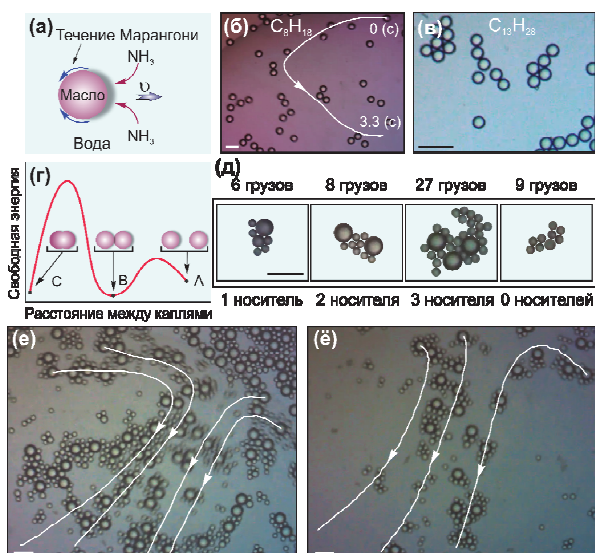 (а)
Течение Марангони
NH₃
Масло
υ
NH₃
Вода
(б)
C₈H₁₈
0 (с)
3.3 (с)
(в)
C₁₃H₂₈
(г)
Свободная энергия
C
B
A
Расстояние между каплями
(д)
6 грузов 8 грузов 27 грузов 9 грузов
1 носитель 2 носителя 3 носителя 0 носителей
(е)
(ё)